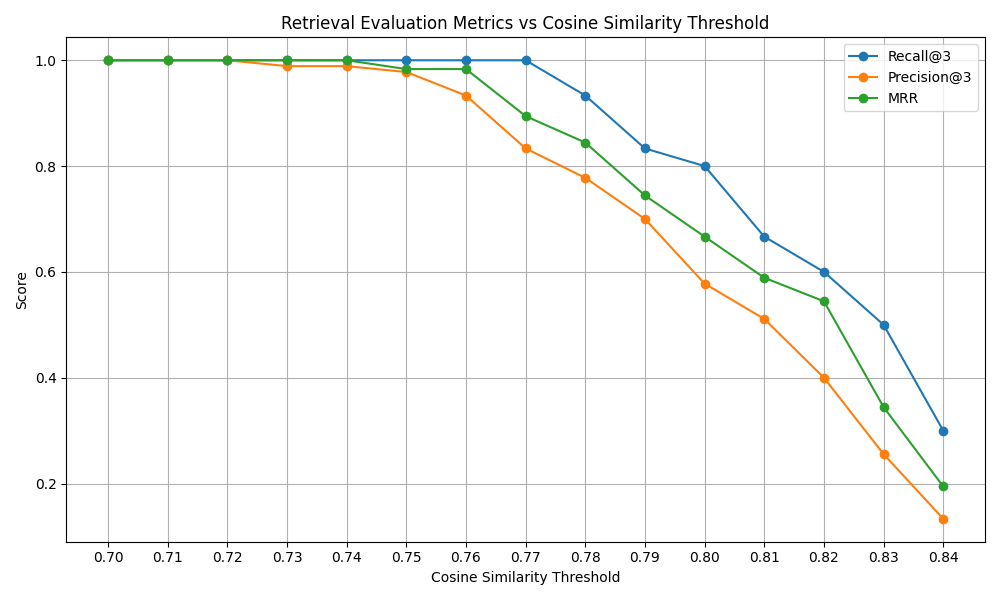 Retrieval Evaluation Metrics vs Cosine Similarity Threshold
Recall@3
Precision@3
MRR
1.0
0.8
0.6
0.4
0.2
Score
0.70 0.71 0.72 0.73 0.74 0.75 0.76 0.77 0.78 0.79 0.80 0.81 0.82 0.83 0.84
Cosine Similarity Threshold